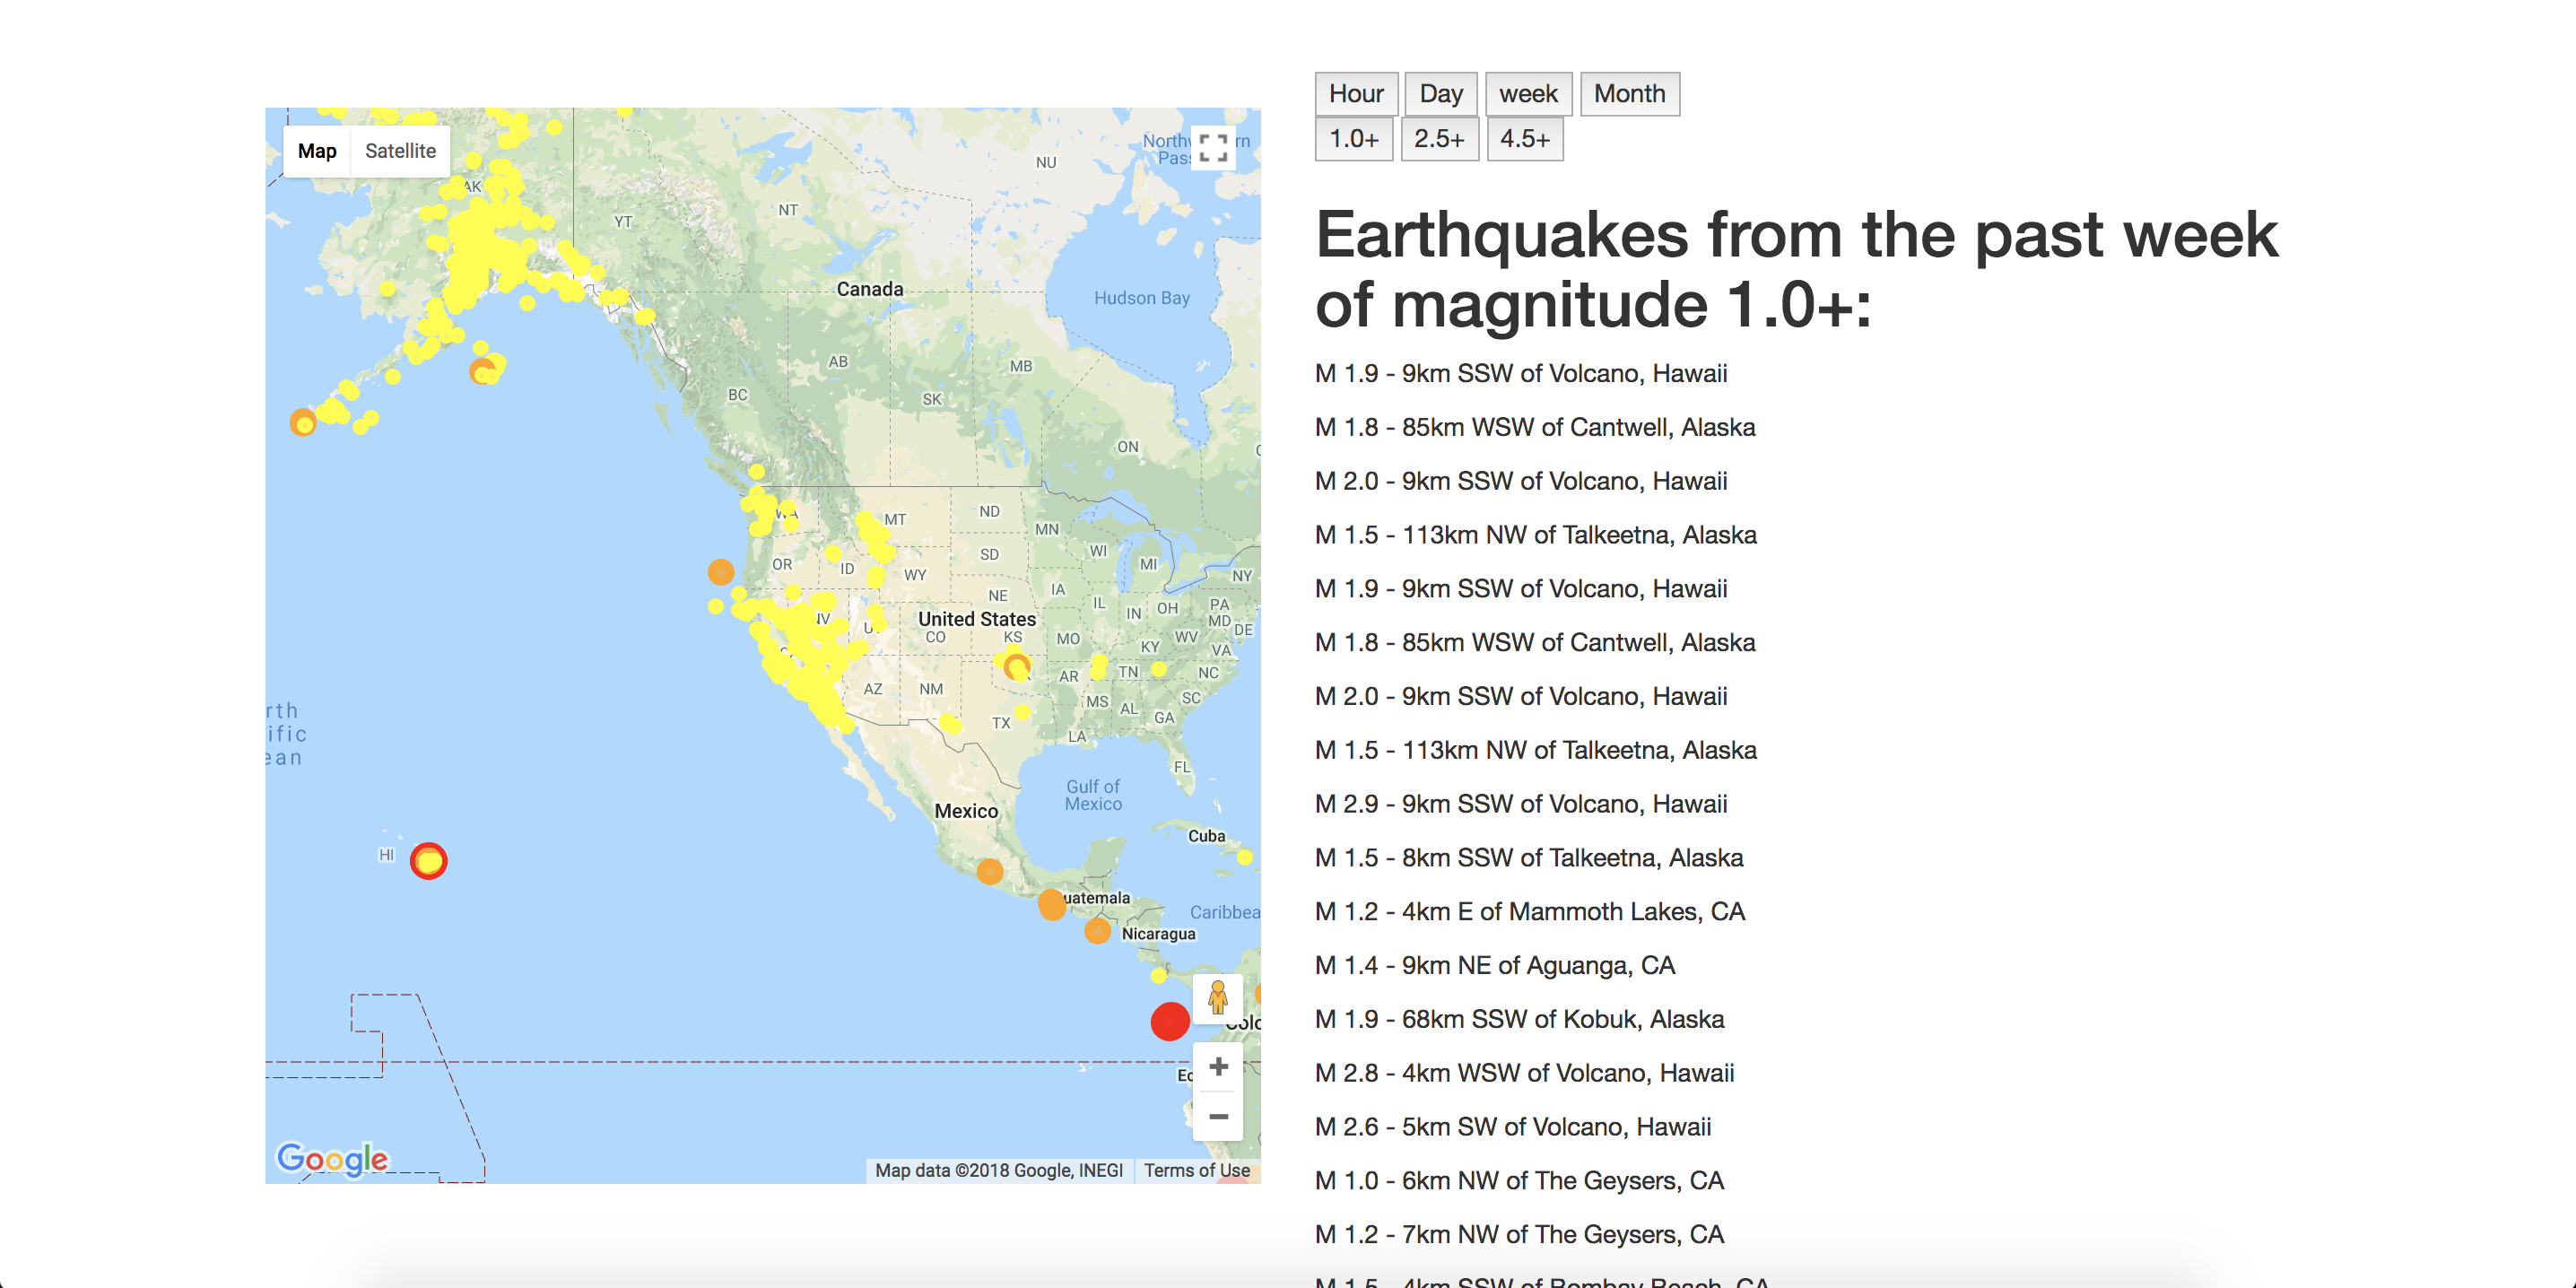 Hour Day week Month
1.0+ 2.5+ 4.5+
Earthquakes from the past week
of magnitude 1.0+:
M 1.9 - 9km SSW of Volcano, Hawaii
M 1.8 - 85km WSW of Cantwell, Alaska
M 2.0 - 9km SSW of Volcano, Hawaii
M 1.5 - 113km NW of Talkeetna, Alaska
M 1.9 - 9km SSW of Volcano, Hawaii
M 1.8 - 85km WSW of Cantwell, Alaska
M 2.0 - 9km SSW of Volcano, Hawaii
M 1.5 - 113km NW of Talkeetna, Alaska
M 2.9 - 9km SSW of Volcano, Hawaii
M 1.5 - 8km SSW of Talkeetna, Alaska
M 1.2 - 4km E of Mammoth Lakes, CA
M 1.4 - 9km NE of Aguanga, CA
M 1.9 - 68km SSW of Kobuk, Alaska
M 2.8 - 4km WSW of Volcano, Hawaii
M 2.6 - 5km SW of Volcano, Hawaii
M 1.0 - 6km NW of The Geysers, CA
M 1.2 - 7km NW of The Geysers, CA
M 1.5 - 4km SSW of Bombay Beach, CA
Map Satellite
NU
AK
NT
YT
Canada
Hudson Bay
AB
MB
BC
SK
ON
WA
MT
ND
MN
OR
ID
SD
WI
MI
WY
NY
NE
IA
IL
IN
OH
PA
NV
United States
MD
DE
CO
KS
MO
WV
KY
VA
AZ
NM
AR
TN
NC
MS
AL
SC
GA
TX
LA
FL
rth
ific
ean
Gulf of
Mexico
Mexico
Cuba
HI
uatemala
Caribbea
Nicaragua
Colo
Ec
Google
Map data ©2018 Google, INEGI
Terms of Use